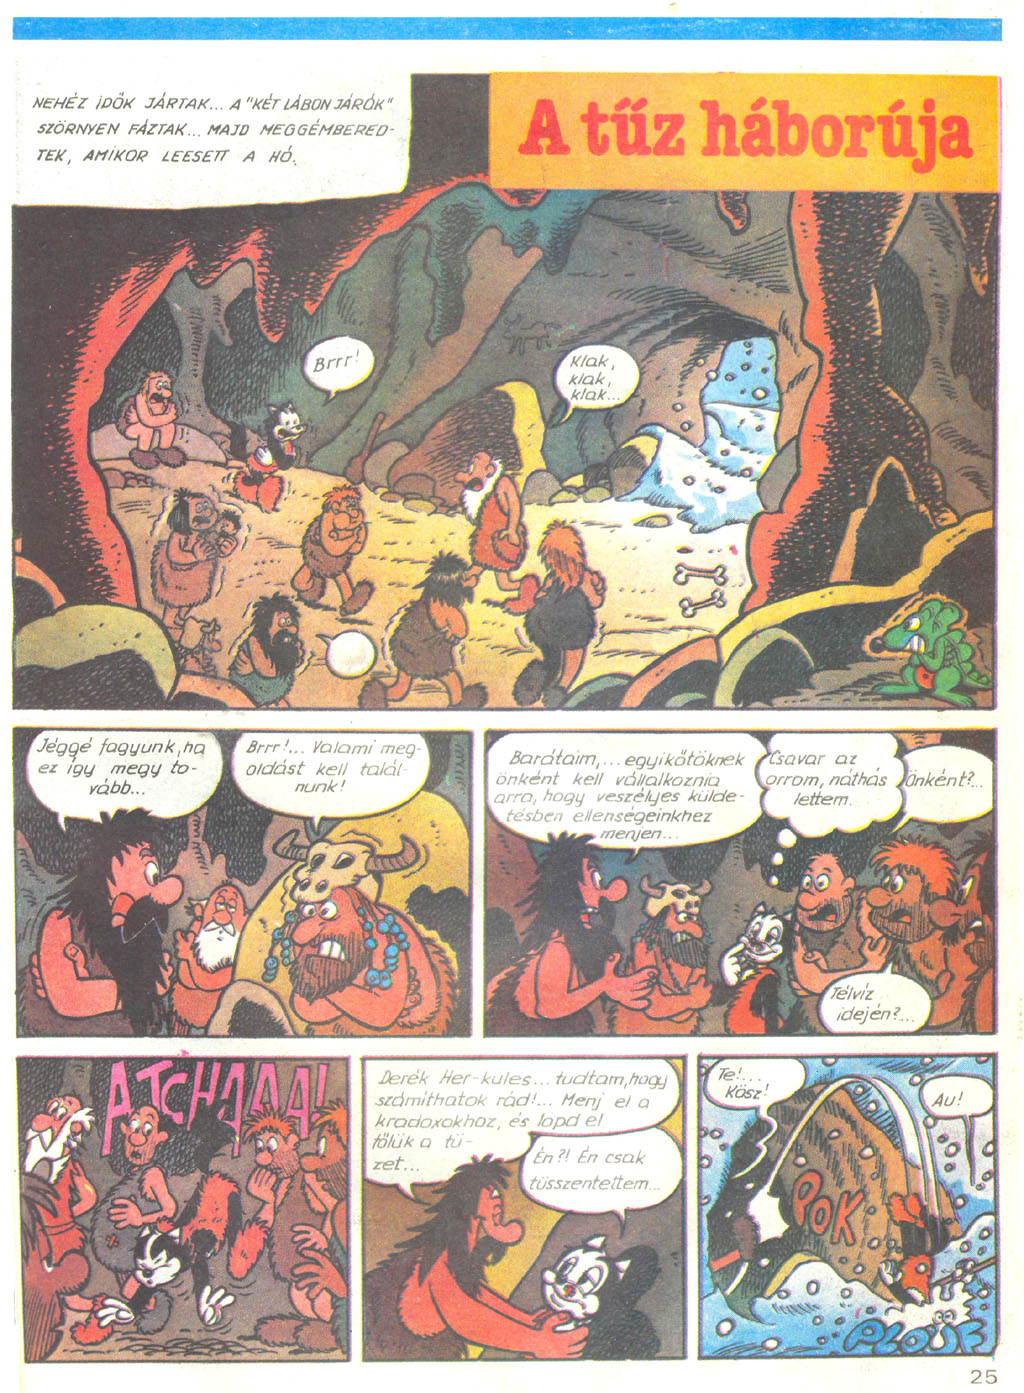 NEHÉZ IDŐK JÁRTAK... A "KÉT LÁBON JÁRÓK"
SZÖRNYEN FÁZTAK... MAJD MEGGÉMBERED-
TEK, AMIKOR LEESETT A HÓ.
A tűz háborúja
Brrr!
Klak,
klak,
klak...
Jéggé fagyunk, ha
ez így megy to-
vább...
Brrr!... Valami meg-
oldást kell talál-
nunk!
Barátaim,... egyikőtöknek
önként kell vállalkoznia
arra, hogy veszélyes külde-
tésben ellenségeinkhez
menjen...
Csavar az
orrom, náthás
lettem.
Önként?...
Télvíz
idején?...
ATCHAAA!
Derék Her-kules... tudtam, hogy
számíthatok rád!... Menj el a
kradoxokhoz, és lopd el
tőlük a tü-
zet...
Én?! Én csak
tüsszentettem...
Te!...
Kösz!
Au!
POK
PLOUF
25